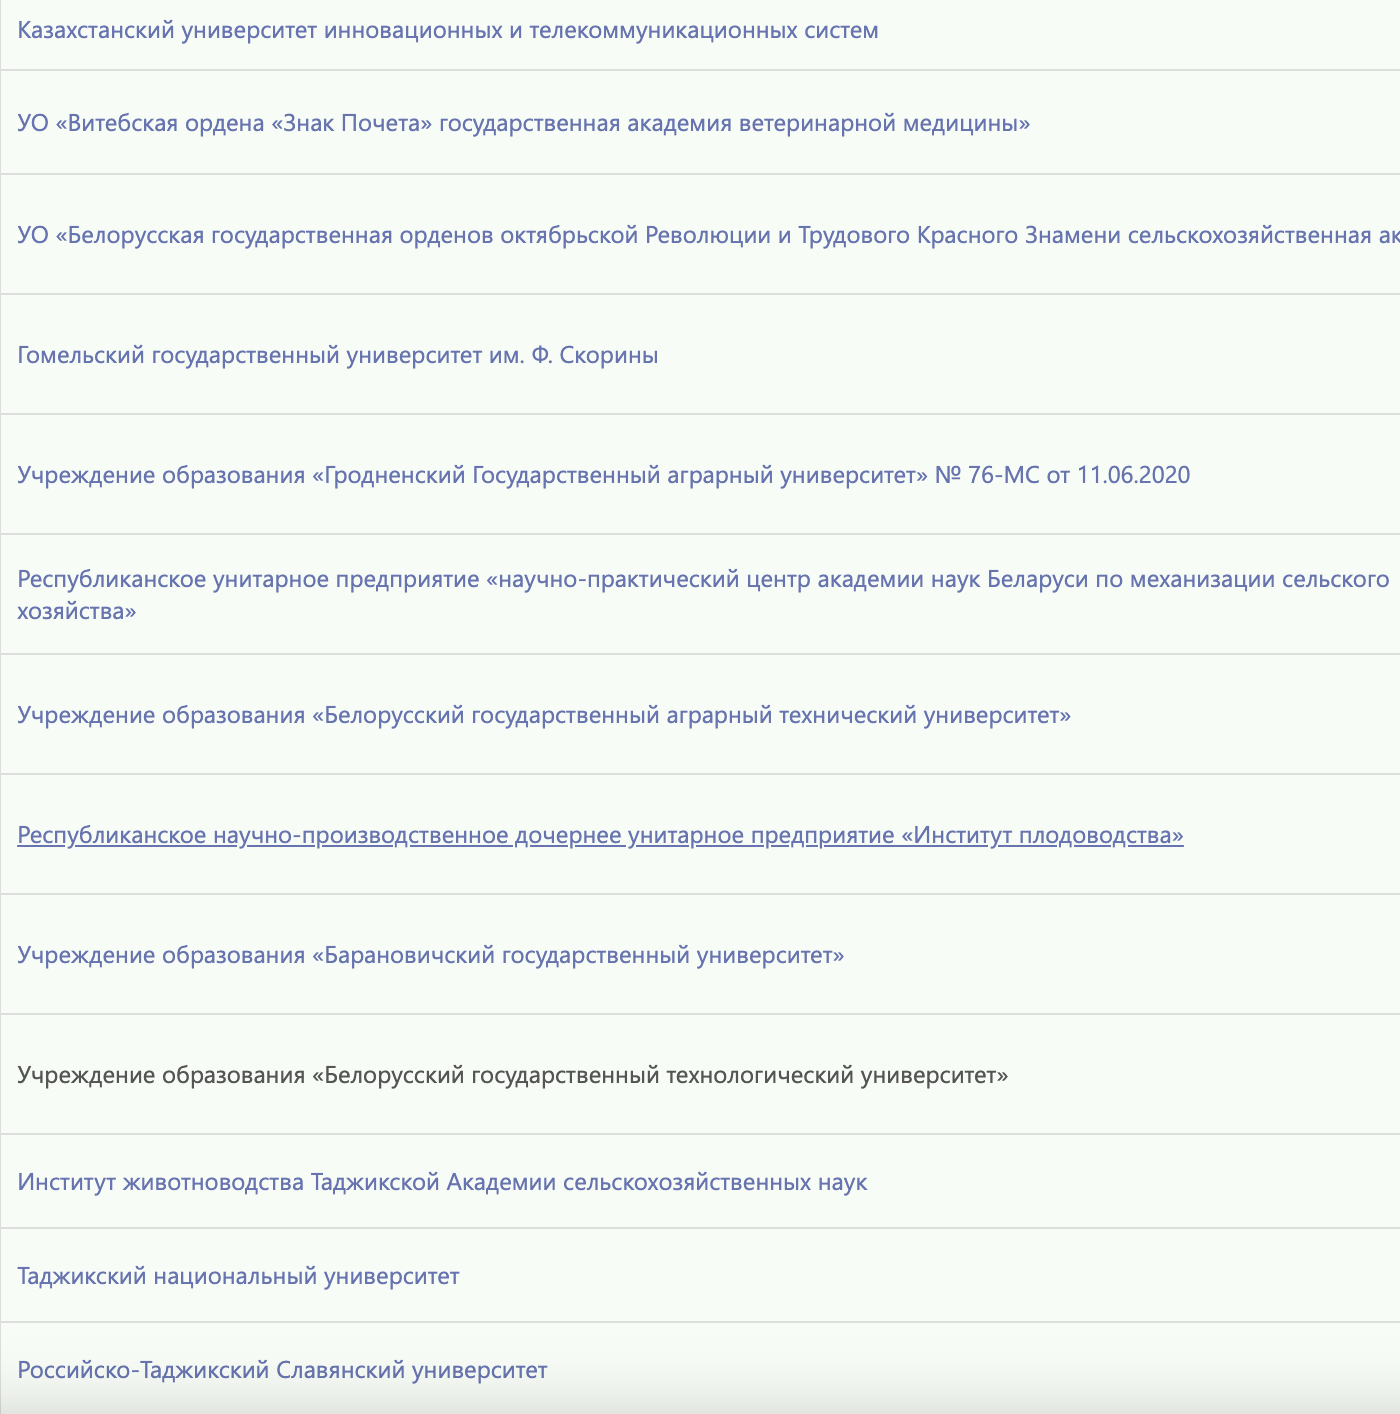 Казахстанский университет инновационных и телекоммуникационных систем
УО «Витебская ордена «Знак Почета» государственная академия ветеринарной медицины»
УО «Белорусская государственная орденов октябрьской Революции и Трудового Красного Знамени сельскохозяйственная
Гомельский государственный университет им. Ф. Скорины
Учреждение образования «Гродненский Государственный аграрный университет» № 76-МС от 11.06.2020
Республиканское унитарное предприятие «научно-практический центр академии наук Беларуси по механизации сельского
хозяйства»
Учреждение образования «Белорусский государственный аграрный технический университет»
Республиканское научно-производственное дочернее унитарное предприятие «Институт плодоводства»
Учреждение образования «Барановичский государственный университет»
Учреждение образования «Белорусский государственный технологический университет»
Институт животноводства Таджикской Академии сельскохозяйственных наук
Таджикский национальный университет
Российско-Таджикский Славянский университет